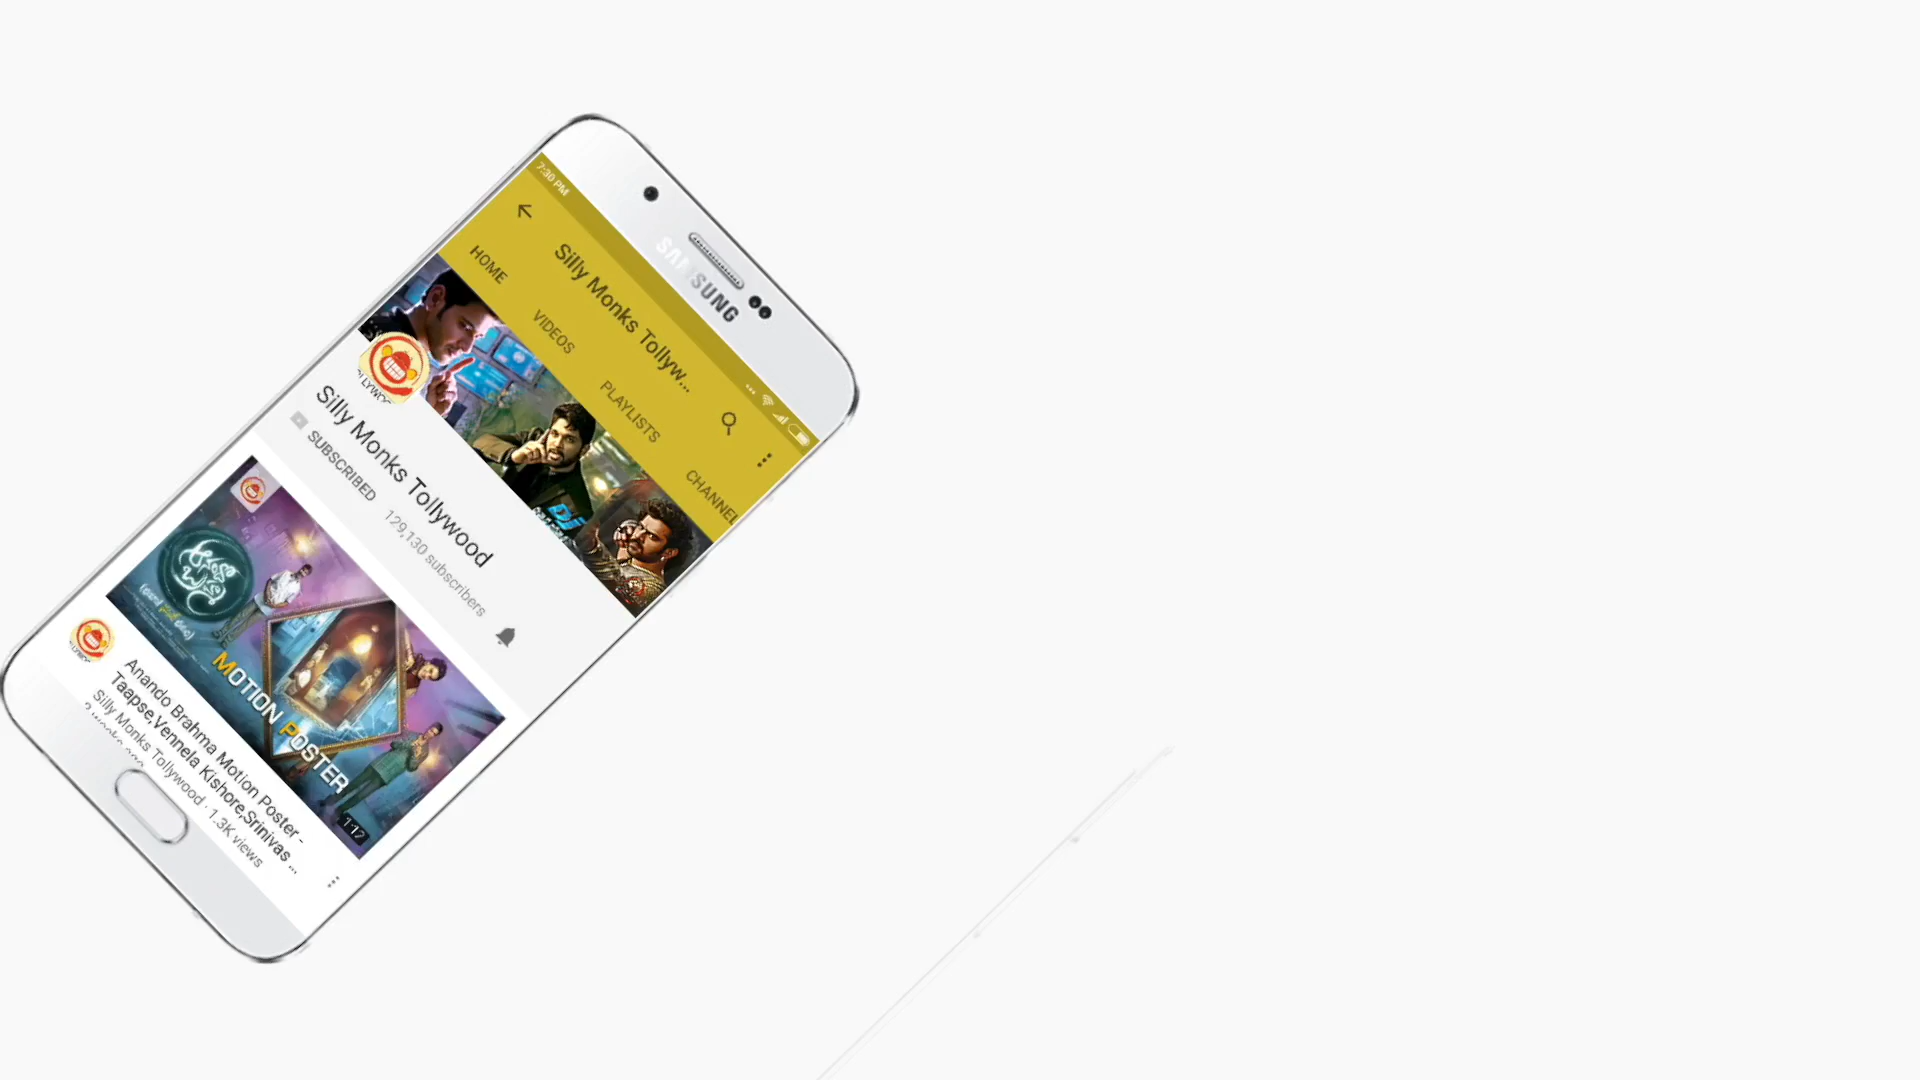 7:30 PM
SAMSUNG
Silly Monks Tollyw...
HOME
VIDEOS
PLAYLISTS
CHANNEL
DJ
Silly Monks Tollywood
SUBSCRIBED
129,130 subscribers
MOTION POSTER
1:12
Anando Brahma Motion Poster -
Taapse,Vennela Kishore,Srinivas ...
Silly Monks Tollywood · 1.3K views